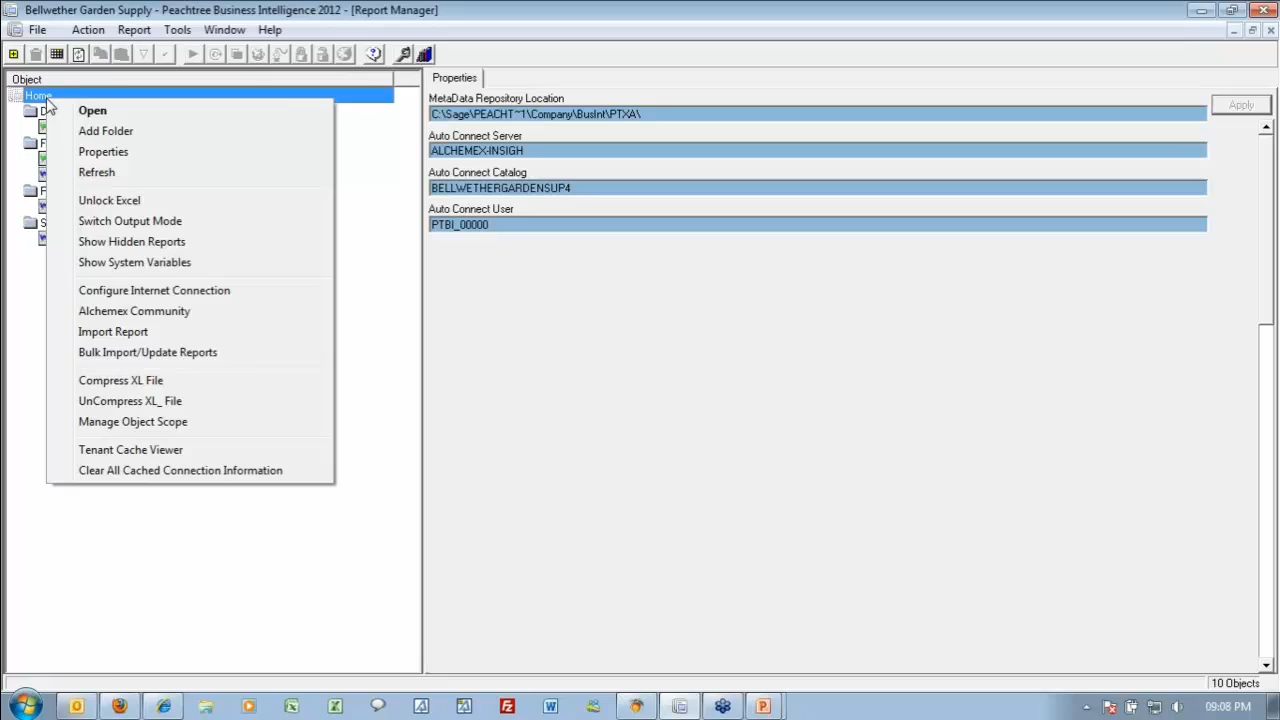 Bellwether Garden Supply - Peachtree Business Intelligence 2012 - [Report Manager]
File Action Report Tools Window Help
Object
Properties
Home
MetaData Repository Location
Apply
C:\Sage\PEACHT~1\Company\BusInt\PTXA\
Auto Connect Server
ALCHEMEX-INSIGH
Auto Connect Catalog
BELLWETHERGARDENSUP4
Auto Connect User
PTBI_00000
D
F
F
S
Open
Add Folder
Properties
Refresh
Unlock Excel
Switch Output Mode
Show Hidden Reports
Show System Variables
Configure Internet Connection
Alchemex Community
Import Report
Bulk Import/Update Reports
Compress XL File
UnCompress XL_ File
Manage Object Scope
Tenant Cache Viewer
Clear All Cached Connection Information
10 Objects
09:08 PM